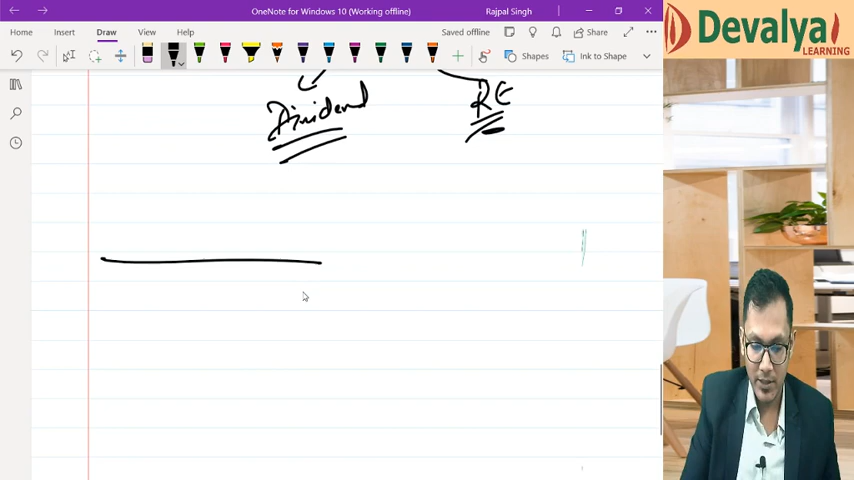 OneNote for Windows 10 (Working offline)
Rajpal Singh
Home Insert Draw View Help
Saved offline
Share
Shapes
Ink to Shape
Devalya
LEARNING
Dividend
RE